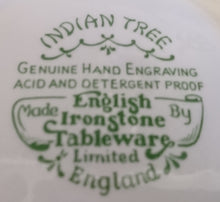 INDIAN TREE
GENUINE HAND ENGRAVING
ACID AND DETERGENT PROOF
Made English By
Ironstone
Tableware
Limited
England